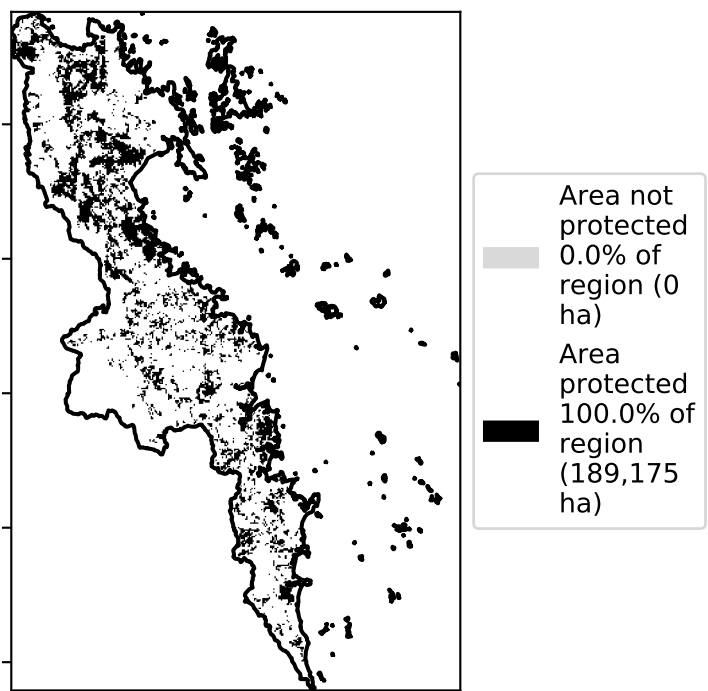 Area not
protected
0.0% of
region (0
ha)
Area
protected
100.0% of
region
(189,175
ha)